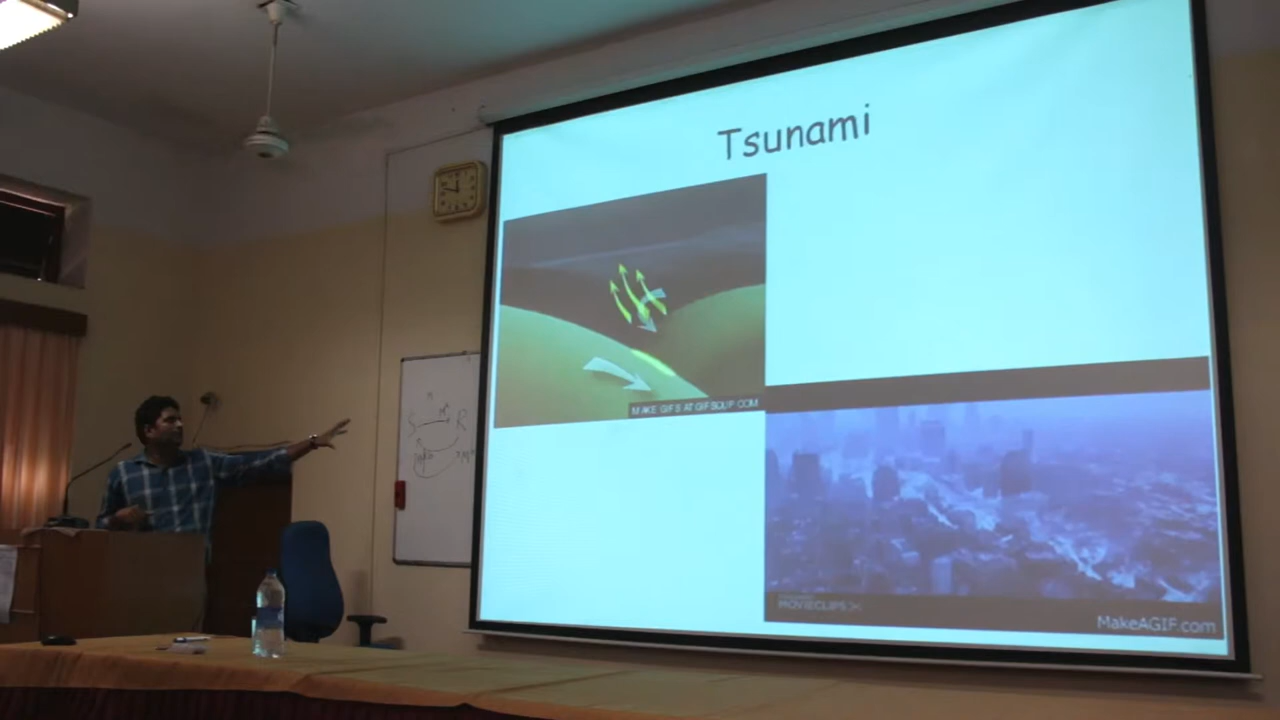 Tsunami
MAKE GIFS AT GIFSOUP.COM
MOVIECLIPS
MakeAGIF.com
S
R